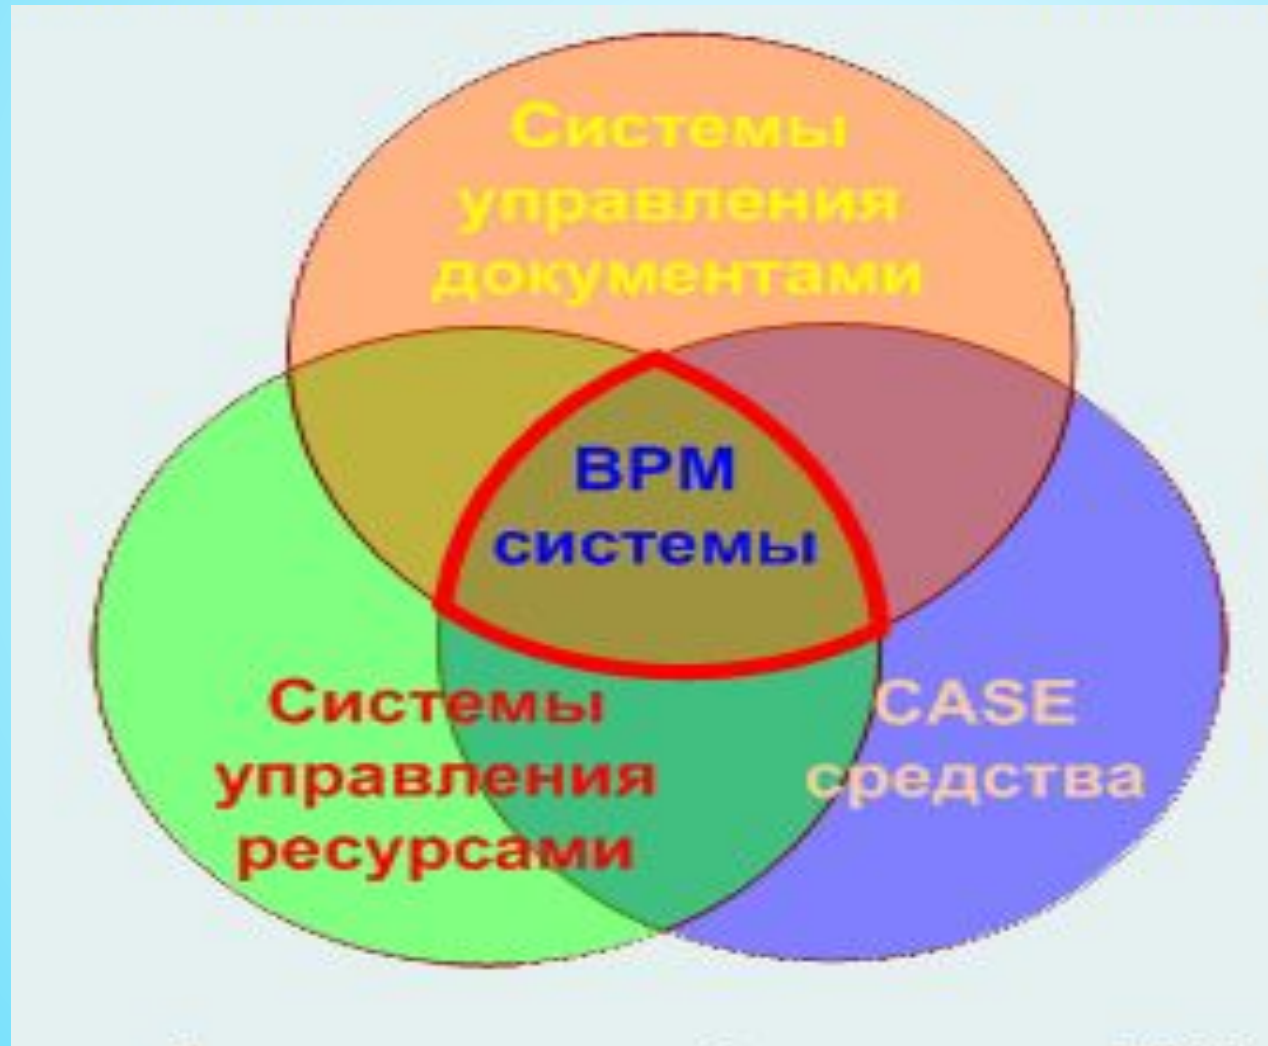 Системы
управления
документами
BPM
системы
Системы
управления
ресурсами
CASE
средства